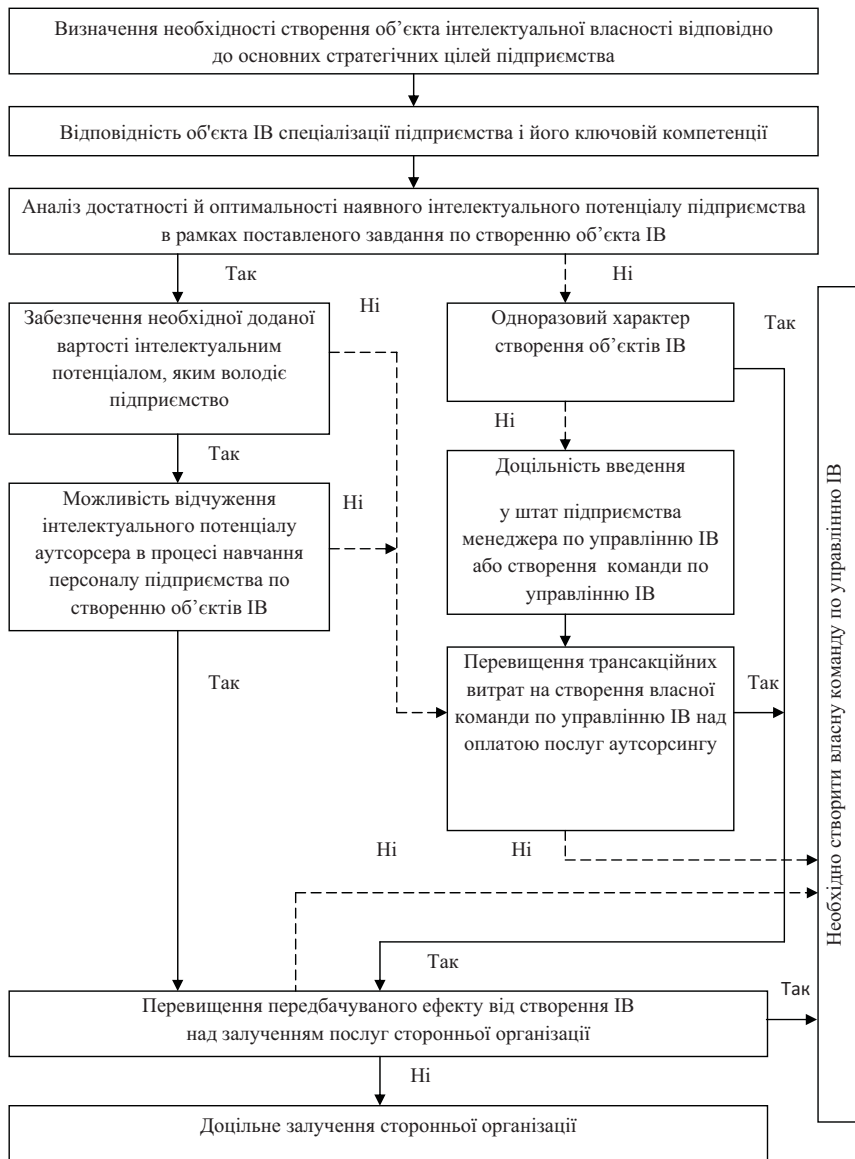 Визначення необхідності створення об’єкта інтелектуальної власності відповідно
до основних стратегічних цілей підприємства
Відповідність об'єкта ІВ спеціалізації підприємства і його ключовій компетенції
Аналіз достатності й оптимальності наявного інтелектуального потенціалу підприємства
в рамках поставленого завдання по створенню об’єкта ІВ
Так
Ні
Забезпечення необхідної доданої
вартості інтелектуальним
потенціалом, яким володіє
підприємство
Ні
Одноразовий характер
створення об’єктів ІВ
Так
Так
Ні
Можливість відчуження
інтелектуального потенціалу
аутсорсера в процесі навчання
персоналу підприємства по
створенню об’єктів ІВ
Ні
Доцільність введення
у штат підприємства
менеджера по управлінню ІВ
або створення команди по
управлінню ІВ
Так
Перевищення трансакційних
витрат на створення власної
команди по управлінню ІВ над
оплатою послуг аутсорсингу
Так
Ні
Ні
Необхідно створити власну команду по управлінню ІВ
Так
Перевищення передбачуваного ефекту від створення ІВ
над залученням послуг сторонньої організації
Так
Ні
Доцільне залучення сторонньої організації